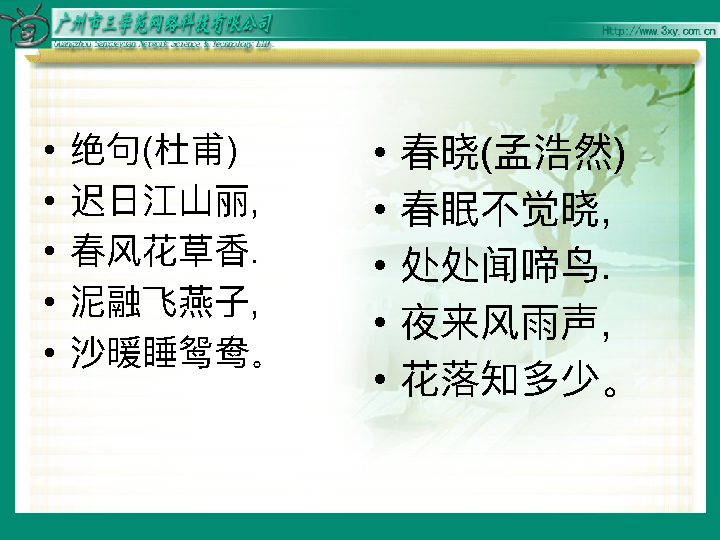 广州市三学苑网络科技有限公司
Http://www.3xy.com.cn
Guangzhou Sanxueyuan Network Science & Technology Ltd.
• 绝句(杜甫)
• 迟日江山丽,
• 春风花草香.
• 泥融飞燕子,
• 沙暖睡鸳鸯。
• 春晓(孟浩然)
• 春眠不觉晓,
• 处处闻啼鸟.
• 夜来风雨声,
• 花落知多少。